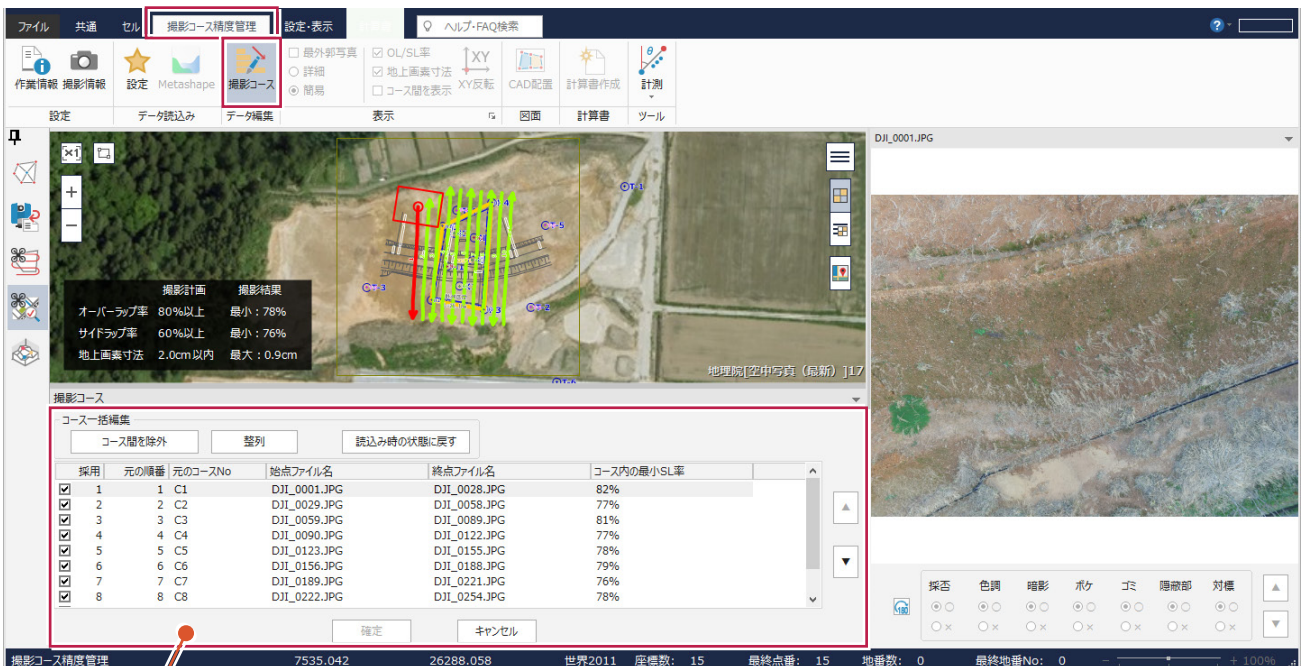 ファイル 共通 セル 撮影コース精度管理 設定・表示 ヘルプ・FAQ検索 ?
作業情報 撮影情報 設定 Metashape 撮影コース
最外郭写真 OL/SL率 XY
詳細 地上画素寸法 XY反転 CAD配置 計算書作成 計測
簡易 コース間を表示
設定 データ読込み データ編集 表示 図面 計算書 ツール
DJI_0001.JPG
×1
+
-
T-1
4
T-5
T-3
3
T-2
T-6
撮影計画 撮影結果
オーバーラップ率 80%以上 最小：78%
サイドラップ率 60%以上 最小：76%
地上画素寸法 2.0cm以内 最大：0.9cm
地理院[空中写真（最新）]17
撮影コース
コース一括編集
コース間を除外 整列 読込み時の状態に戻す
採用 元の順番 元のコースNo 始点ファイル名 終点ファイル名 コース内の最小SL率
1 1 C1 DJI_0001.JPG DJI_0028.JPG 82%
2 2 C2 DJI_0029.JPG DJI_0058.JPG 77%
3 3 C3 DJI_0059.JPG DJI_0089.JPG 81%
4 4 C4 DJI_0090.JPG DJI_0122.JPG 77%
5 5 C5 DJI_0123.JPG DJI_0155.JPG 78%
6 6 C6 DJI_0156.JPG DJI_0188.JPG 79%
7 7 C7 DJI_0189.JPG DJI_0221.JPG 76%
8 8 C8 DJI_0222.JPG DJI_0254.JPG 78%
確定 キャンセル
採否 色調 暗影 ボケ ゴミ 隠蔽部 対標
180
撮影コース精度管理 7535.042 26288.058 世界2011 座標数: 15 最終点番: 15 地番数: 0 最終地番No: 0 - + 100%